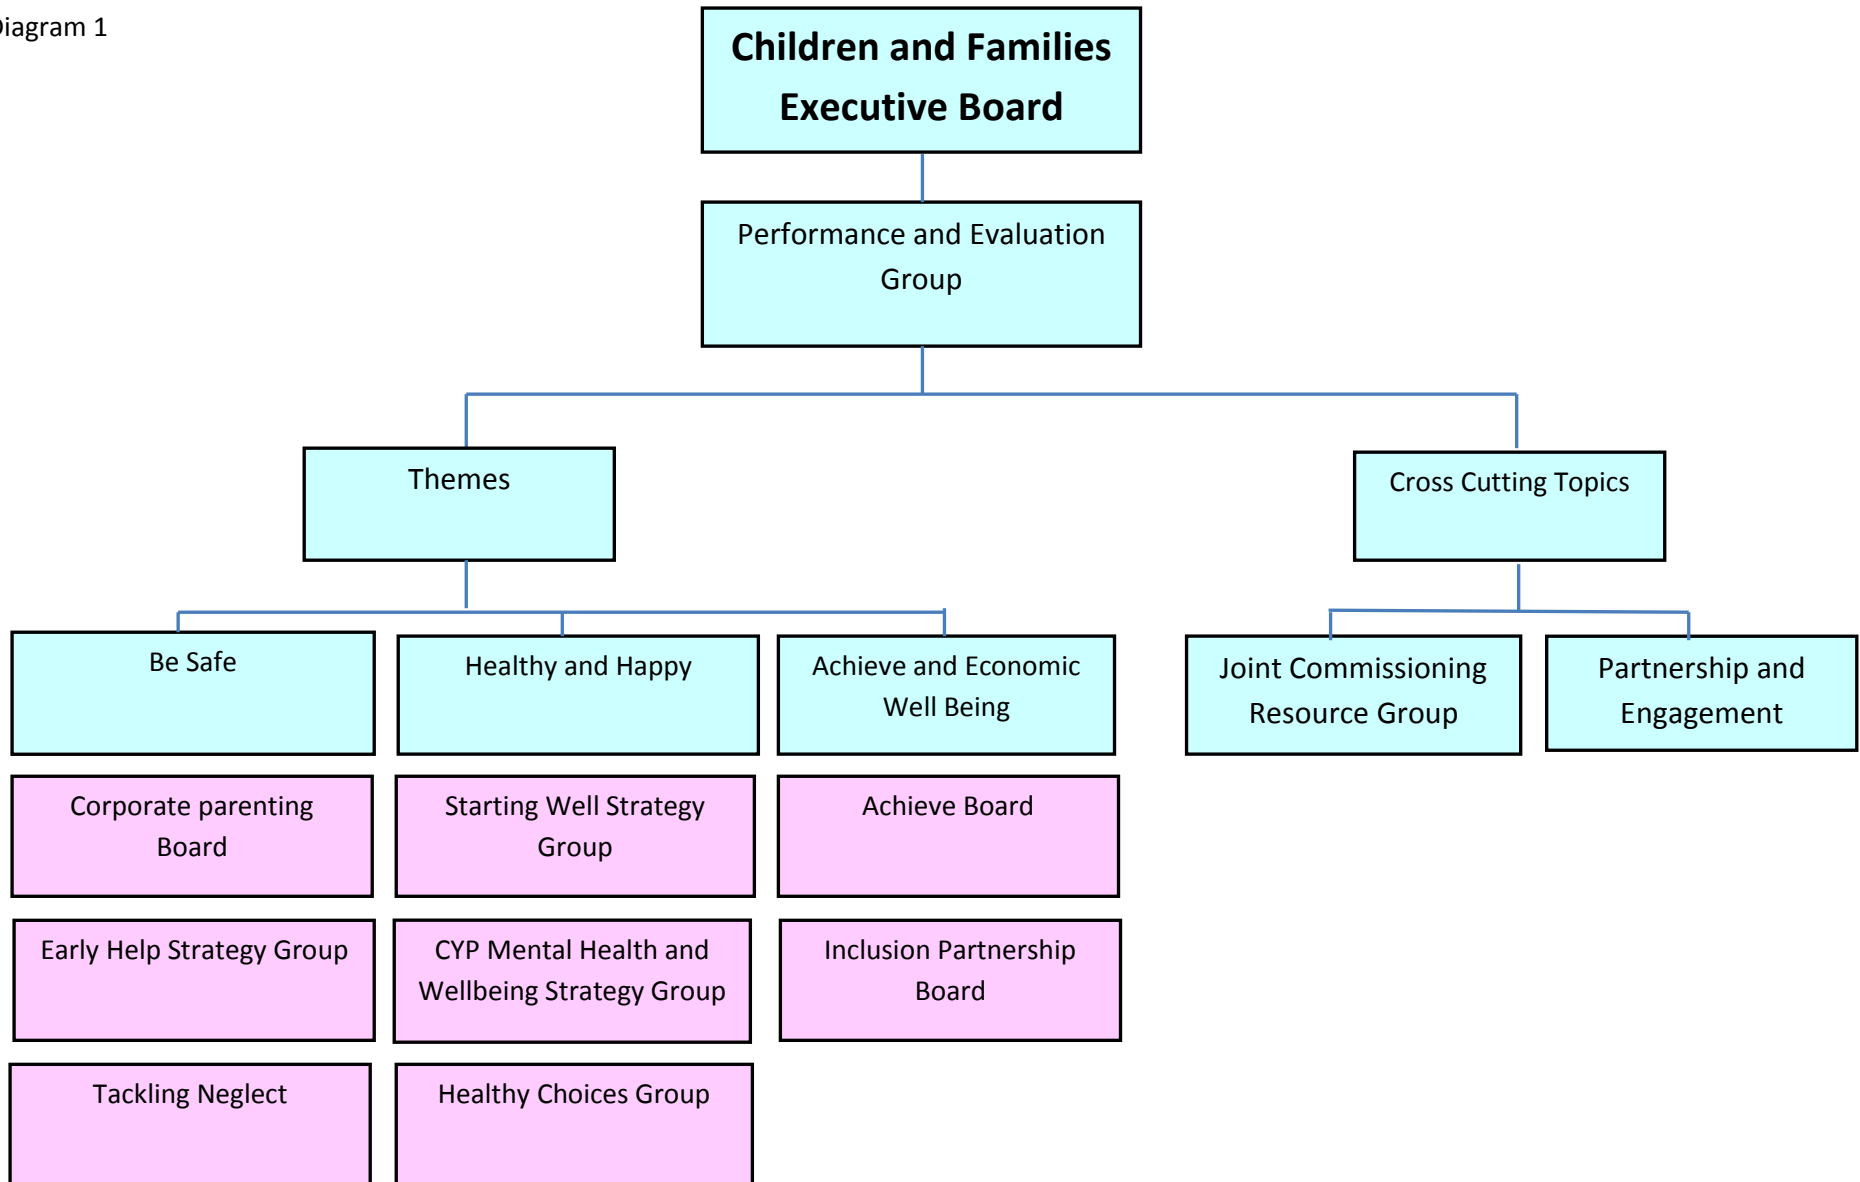 Diagram 1
Children and Families
Executive Board
Performance and Evaluation
Group
Themes
Cross Cutting Topics
Be Safe
Healthy and Happy
Achieve and Economic
Well Being
Joint Commissioning
Resource Group
Partnership and
Engagement
Corporate parenting
Board
Starting Well Strategy
Group
Achieve Board
Early Help Strategy Group
CYP Mental Health and
Wellbeing Strategy Group
Inclusion Partnership
Board
Tackling Neglect
Healthy Choices Group